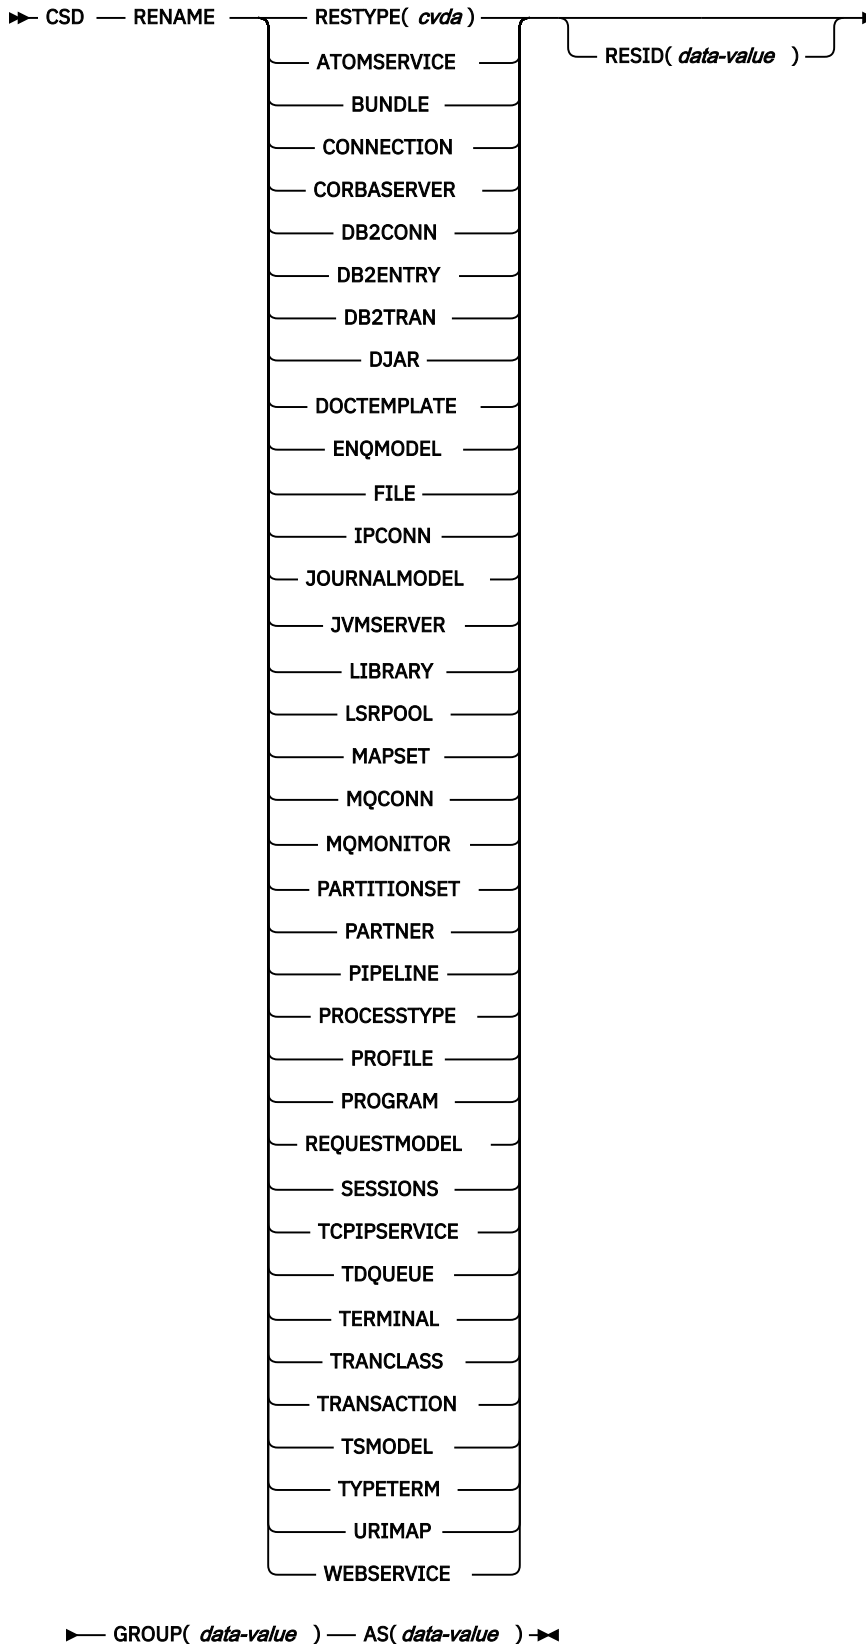 CSD RENAME RESTYPE( cvda )
RESID( data-value )
ATOMSERVICE
BUNDLE
CONNECTION
CORBASERVER
DB2CONN
DB2ENTRY
DB2TRAN
DJAR
DOCTEMPLATE
ENQMODEL
FILE
IPCONN
JOURNALMODEL
JVMSERVER
LIBRARY
LSRPOOL
MAPSET
MQCONN
MQMONITOR
PARTITIONSET
PARTNER
PIPELINE
PROCESSTYPE
PROFILE
PROGRAM
REQUESTMODEL
SESSIONS
TCPIPSERVICE
TDQUEUE
TERMINAL
TRANCLASS
TRANSACTION
TSMODEL
TYPETERM
URIMAP
WEBSERVICE
GROUP( data-value ) AS( data-value )